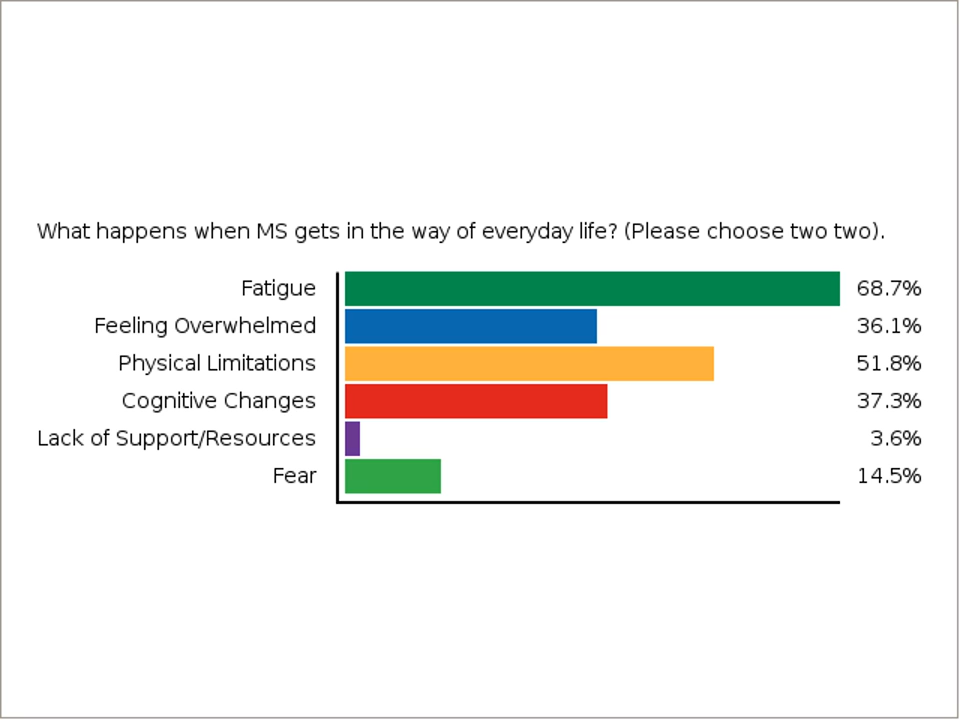 What happens when MS gets in the way of everyday life? (Please choose two two).
Fatigue 68.7%
Feeling Overwhelmed 36.1%
Physical Limitations 51.8%
Cognitive Changes 37.3%
Lack of Support/Resources 3.6%
Fear 14.5%